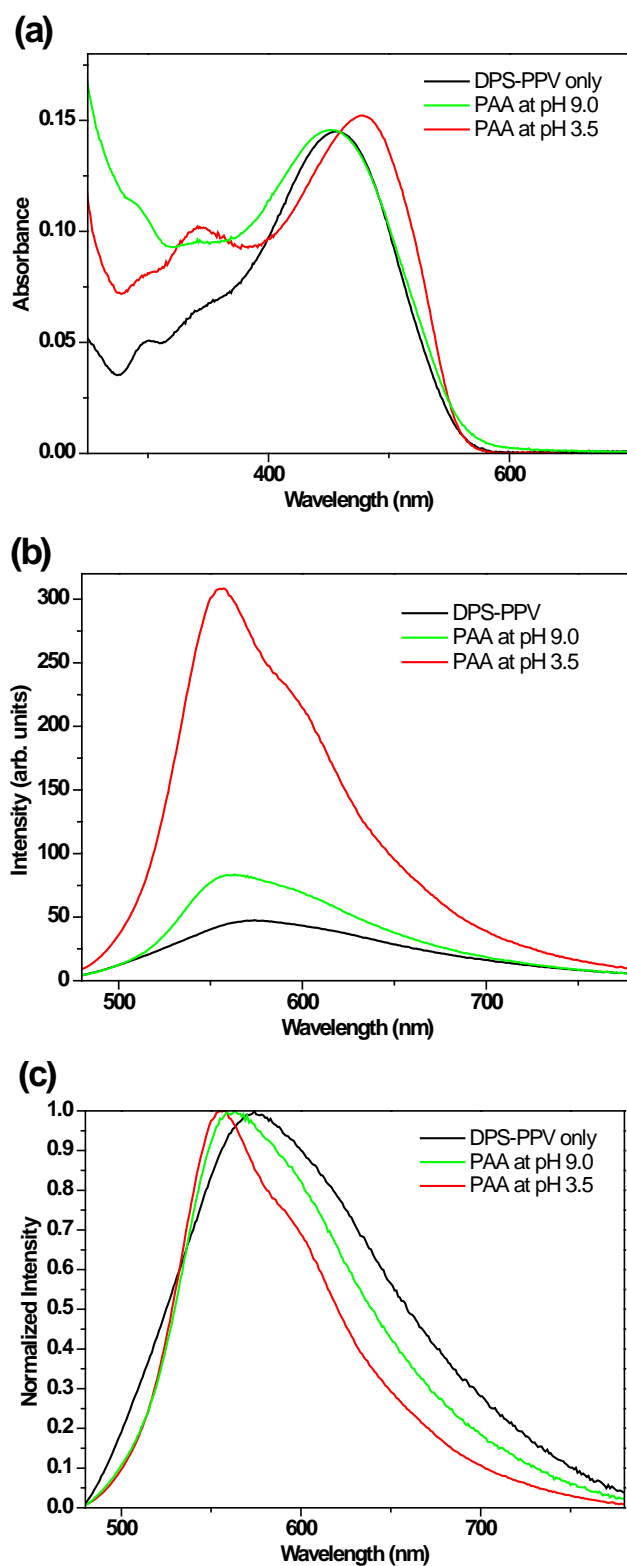 (a)
DPS-PPV only
PAA at pH 9.0
PAA at pH 3.5
0.15
0.10
0.05
0.00
Absorbance
400
600
Wavelength (nm)
(b)
DPS-PPV
PAA at pH 9.0
PAA at pH 3.5
300
250
200
150
100
50
0
Intensity (arb. units)
500
600
700
Wavelength (nm)
(c)
DPS-PPV only
PAA at pH 9.0
PAA at pH 3.5
1.0
0.9
0.8
0.7
0.6
0.5
0.4
0.3
0.2
0.1
0.0
Normalized Intensity
500
600
700
Wavelength (nm)